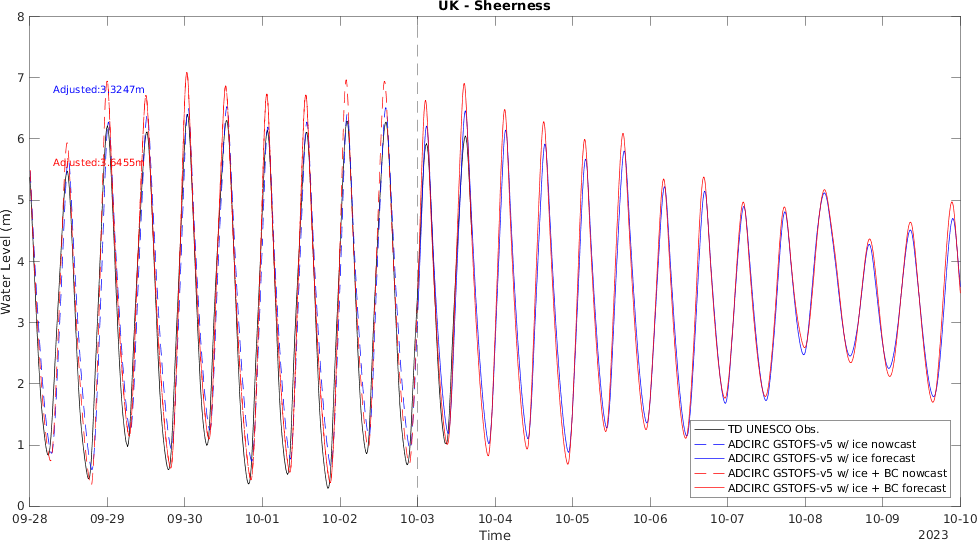 UK - Sheerness
8
7
6
5
4
3
2
1
0
Water Level (m)
Adjusted:3.3247m
Adjusted:3.5455m
TD UNESCO Obs.
ADCIRC GSTOFS-v5 w/ ice nowcast
ADCIRC GSTOFS-v5 w/ ice forecast
ADCIRC GSTOFS-v5 w/ ice + BC nowcast
ADCIRC GSTOFS-v5 w/ ice + BC forecast
09-28 09-29 09-30 10-01 10-02 10-03 10-04 10-05 10-06 10-07 10-08 10-09 10-10
Time
2023